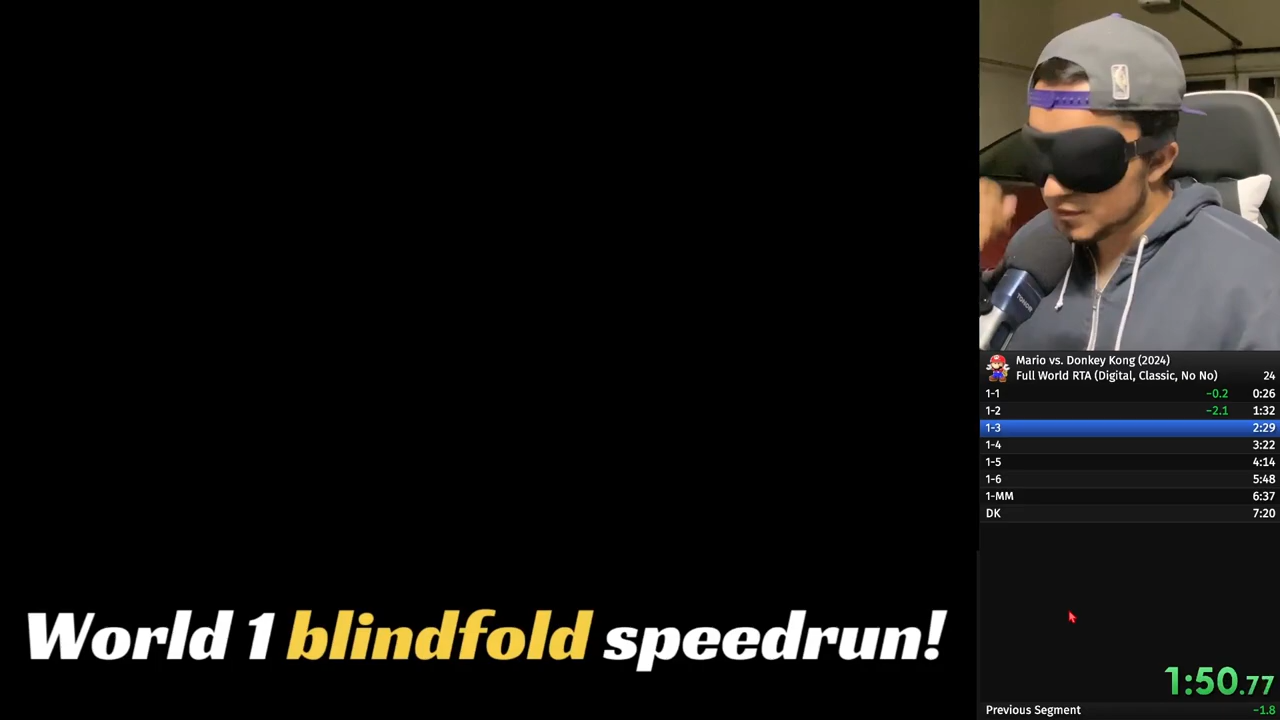 Mario vs. Donkey Kong (2024)
Full World RTA (Digital, Classic, No No) 24
1-1 −0.2 0:26
1-2 −2.1 1:32
1-3 2:29
1-4 3:22
1-5 4:14
1-6 5:48
1-MM 6:37
DK 7:20
World 1 blindfold speedrun!
1:50.77
Previous Segment −1.8
TONOR